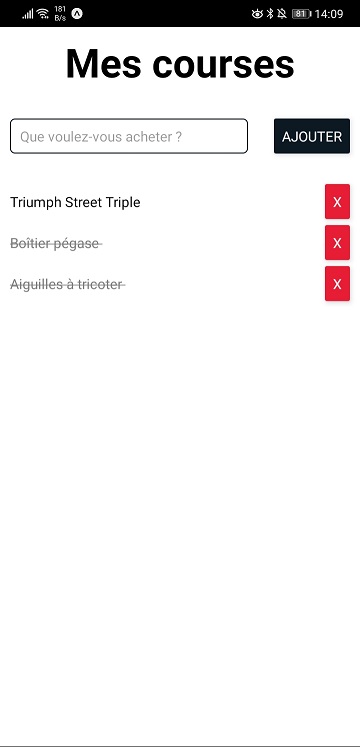 181
B/s
81
14:09
Mes courses
Que voulez-vous acheter ?
AJOUTER
Triumph Street Triple
X
Boîtier pégase
X
Aiguilles à tricoter
X